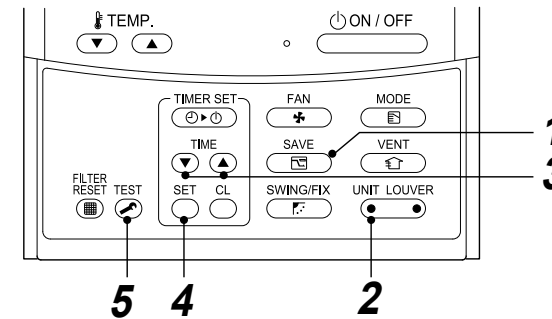 TEMP.
ON / OFF
TIMER SET
FAN
MODE
TIME
SAVE
VENT
1
3
FILTER
RESET
TEST
SET
CL
SWING/FIX
UNIT LOUVER
5
4
2